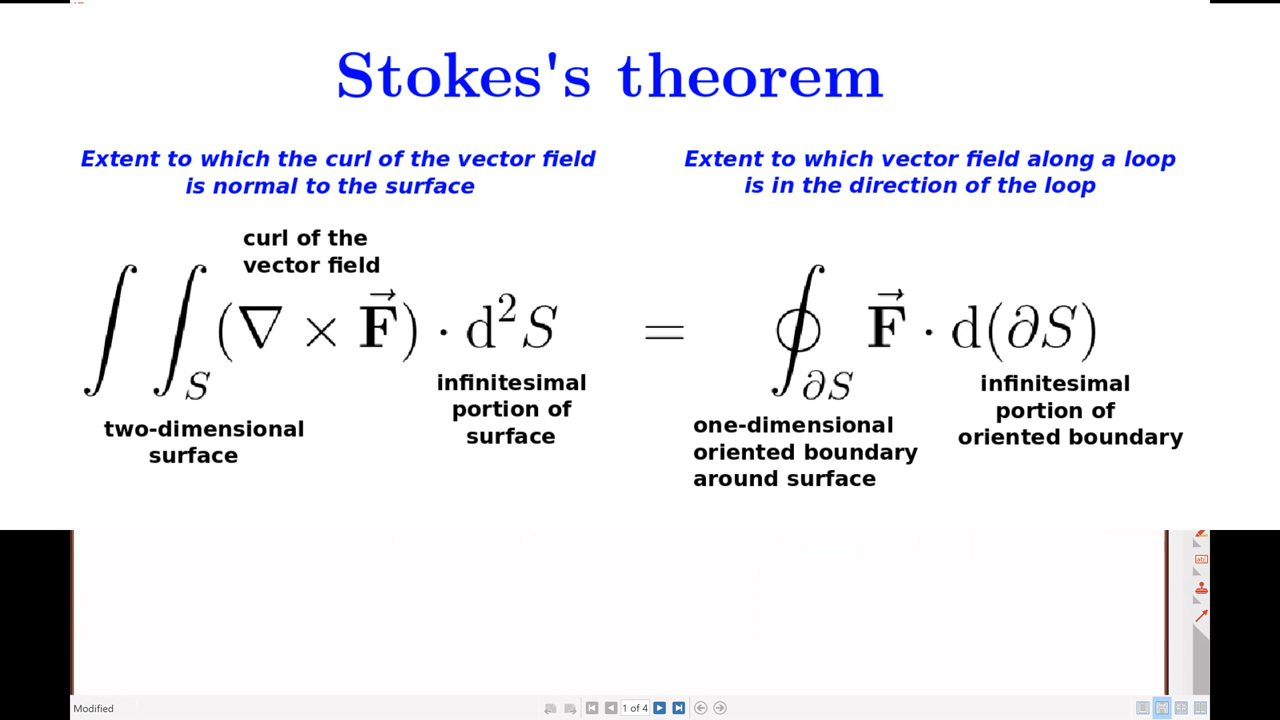 Stokes's theorem
Extent to which the curl of the vector field
is normal to the surface
Extent to which vector field along a loop
is in the direction of the loop
curl of the
vector field
∫ ∫_S (∇ × F⃗) · d²S = ∮_∂S F⃗ · d(∂S)
two-dimensional
surface
infinitesimal
portion of
surface
one-dimensional
oriented boundary
around surface
infinitesimal
portion of
oriented boundary
Modified
1 of 4